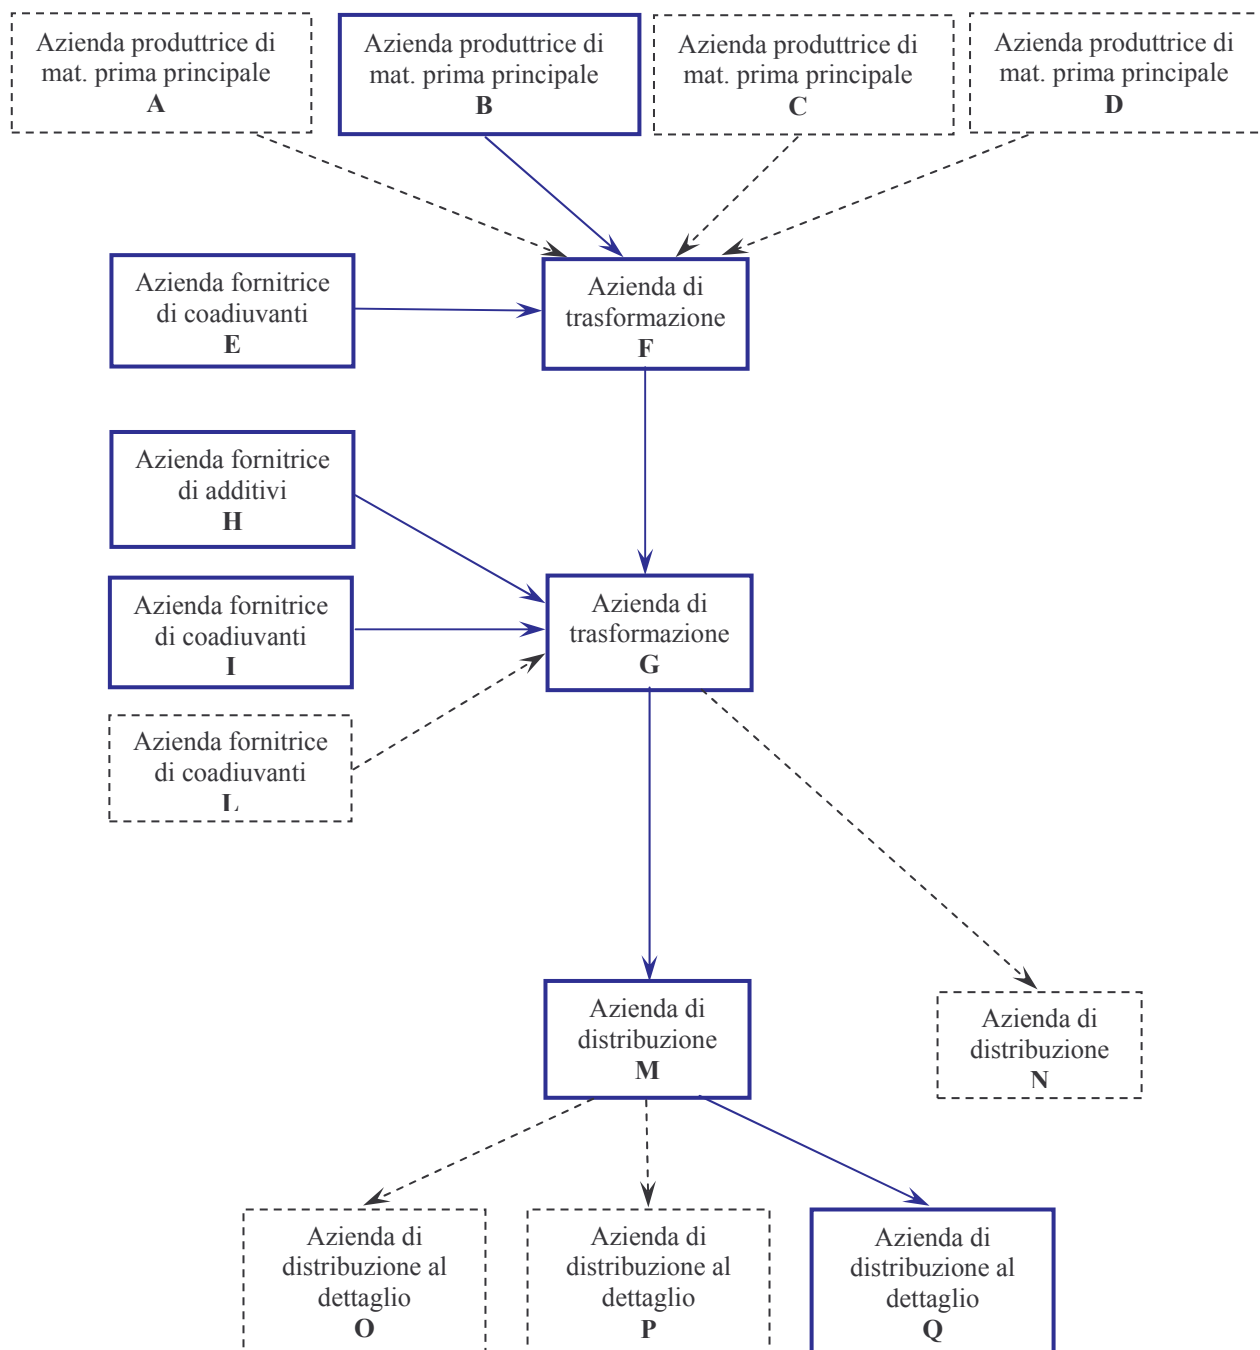 Azienda produttrice di
mat. prima principale
A
Azienda produttrice di
mat. prima principale
B
Azienda produttrice di
mat. prima principale
C
Azienda produttrice di
mat. prima principale
D
Azienda fornitrice
di coadiuvanti
E
Azienda di
trasformazione
F
Azienda fornitrice
di additivi
H
Azienda fornitrice
di coadiuvanti
I
Azienda di
trasformazione
G
Azienda fornitrice
di coadiuvanti
L
Azienda di
distribuzione
M
Azienda di
distribuzione
N
Azienda di
distribuzione al
dettaglio
O
Azienda di
distribuzione al
dettaglio
P
Azienda di
distribuzione al
dettaglio
Q